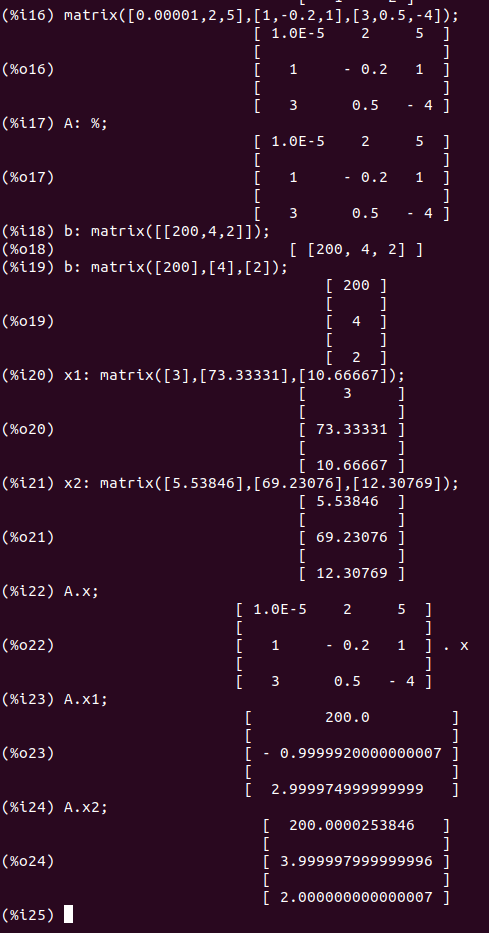 (%i16) matrix([0.00001,2,5],[1,-0.2,1],[3,0.5,-4]);
[ 1.0E-5 2 5 ]
[ ]
(%o16) [ 1 - 0.2 1 ]
[ ]
[ 3 0.5 - 4 ]
(%i17) A: %;
[ 1.0E-5 2 5 ]
[ ]
(%o17) [ 1 - 0.2 1 ]
[ ]
[ 3 0.5 - 4 ]
(%i18) b: matrix([[200,4,2]]);
(%o18) [ [200, 4, 2] ]
(%i19) b: matrix([200],[4],[2]);
[ 200 ]
[ ]
(%o19) [ 4 ]
[ ]
[ 2 ]
(%i20) x1: matrix([3],[73.33331],[10.66667]);
[ 3 ]
[ ]
(%o20) [ 73.33331 ]
[ ]
[ 10.66667 ]
(%i21) x2: matrix([5.53846],[69.23076],[12.30769]);
[ 5.53846 ]
[ ]
(%o21) [ 69.23076 ]
[ ]
[ 12.30769 ]
(%i22) A.x;
[ 1.0E-5 2 5 ]
[ ]
(%o22) [ 1 - 0.2 1 ] . x
[ ]
[ 3 0.5 - 4 ]
(%i23) A.x1;
[ 200.0 ]
[ ]
(%o23) [ - 0.9999920000000007 ]
[ ]
[ 2.999974999999999 ]
(%i24) A.x2;
[ 200.0000253846 ]
[ ]
(%o24) [ 3.999997999999996 ]
[ ]
[ 2.000000000000007 ]
(%i25)